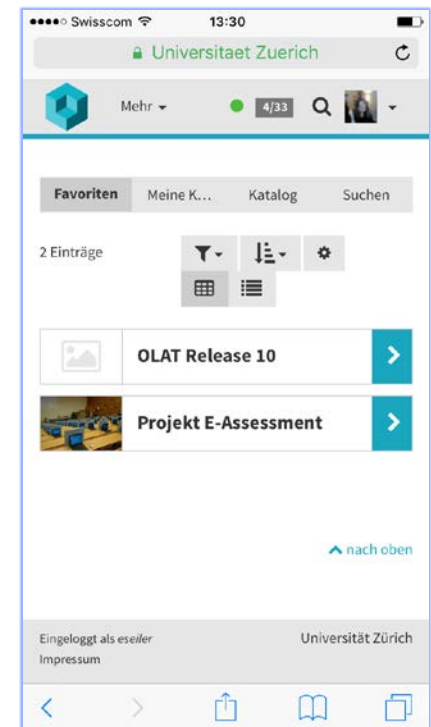 Swisscom 13:30
Universitaet Zuerich
Mehr 4/33
Favoriten Meine K... Katalog Suchen
2 Einträge
OLAT Release 10
Projekt E-Assessment
nach oben
Eingeloggt als eseiler Universität Zürich
Impressum